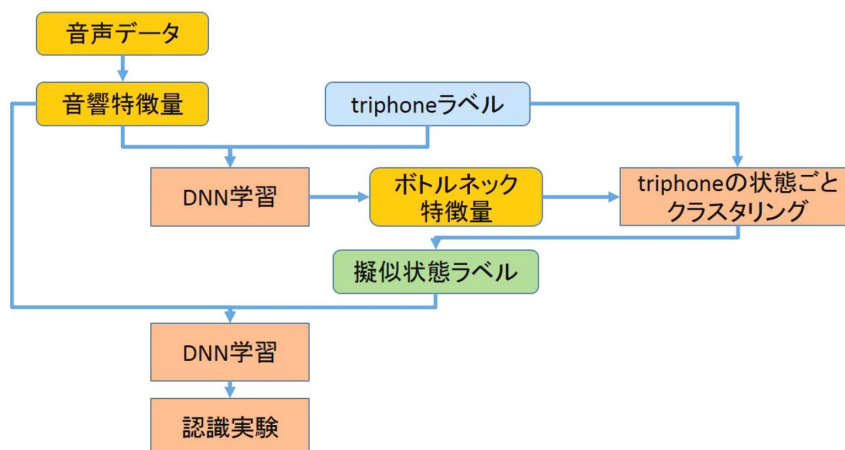 音声データ
音響特徴量
triphoneラベル
DNN学習
ボトルネック
特徴量
triphoneの状態ごと
クラスタリング
擬似状態ラベル
DNN学習
認識実験